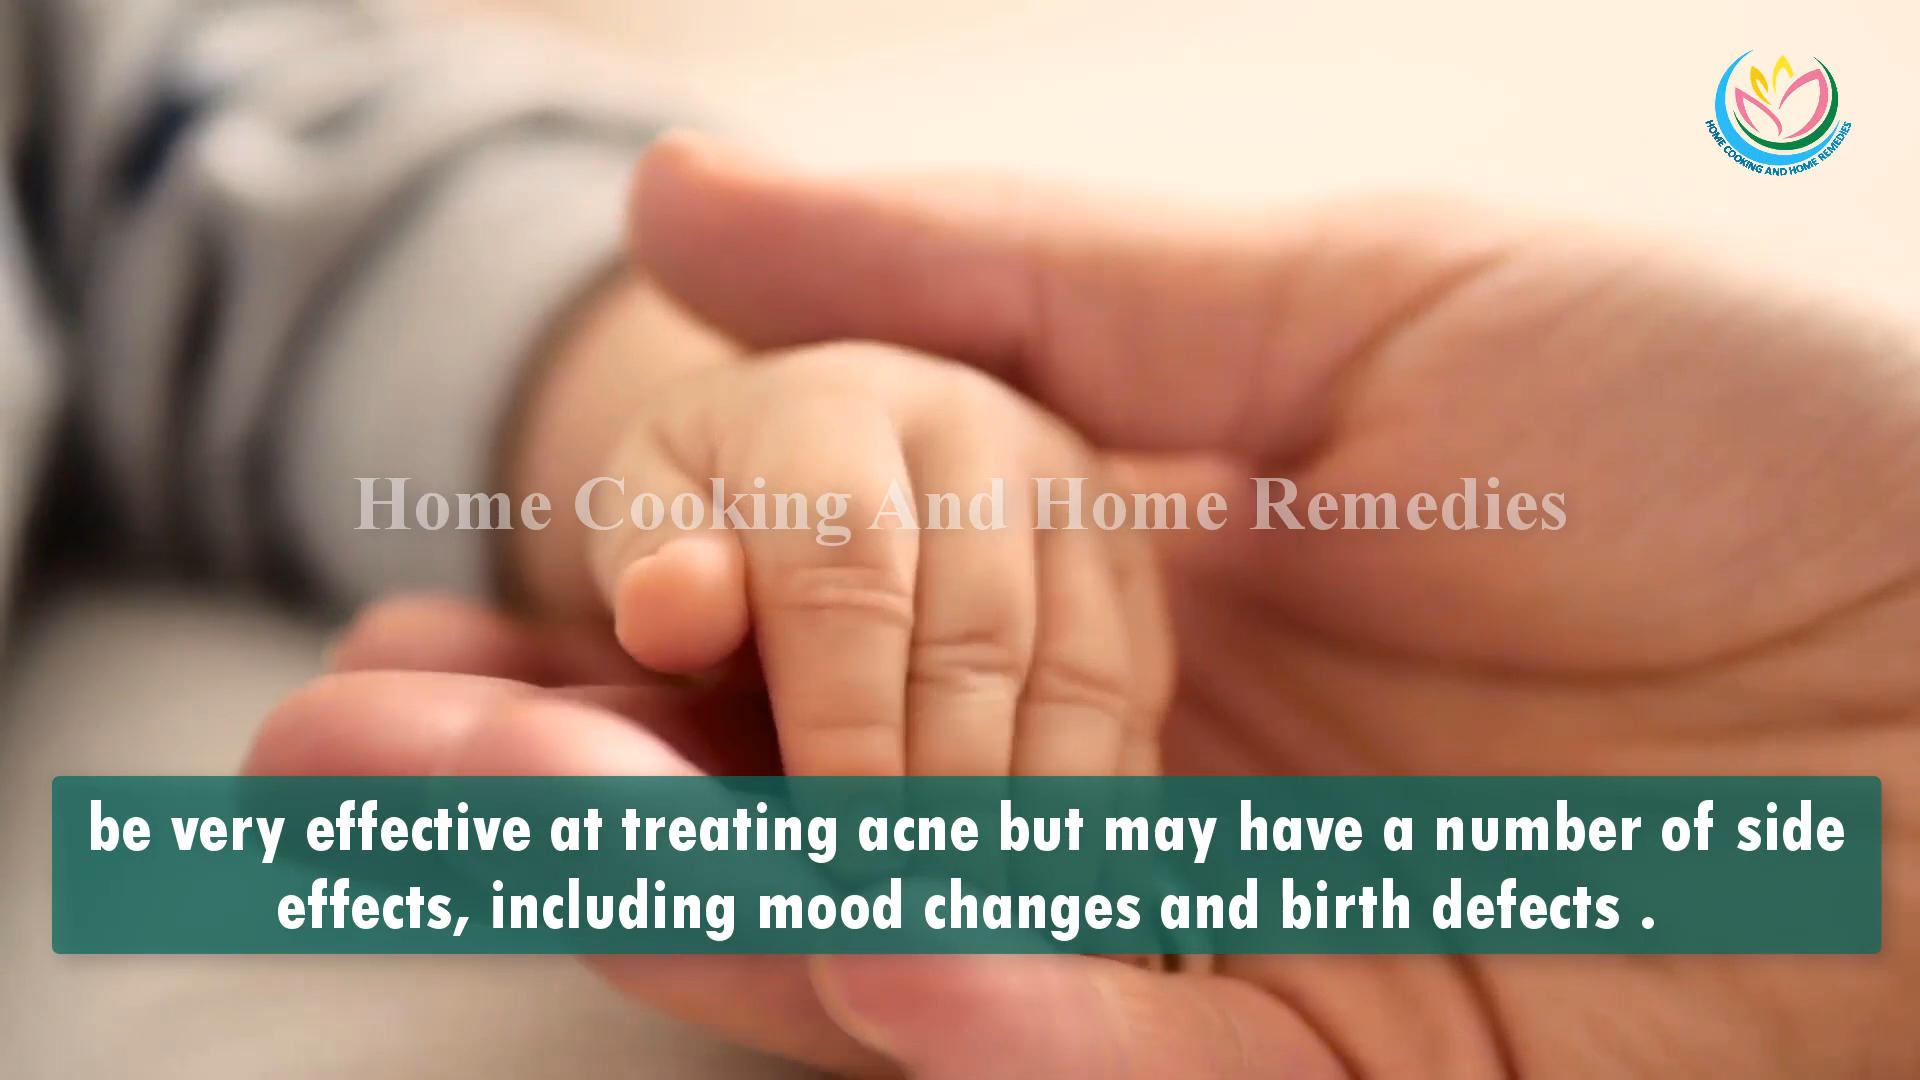 HOME COOKING AND HOME REMEDIES
Home Cooking And Home Remedies
be very effective at treating acne but may have a number of side
effects, including mood changes and birth defects .